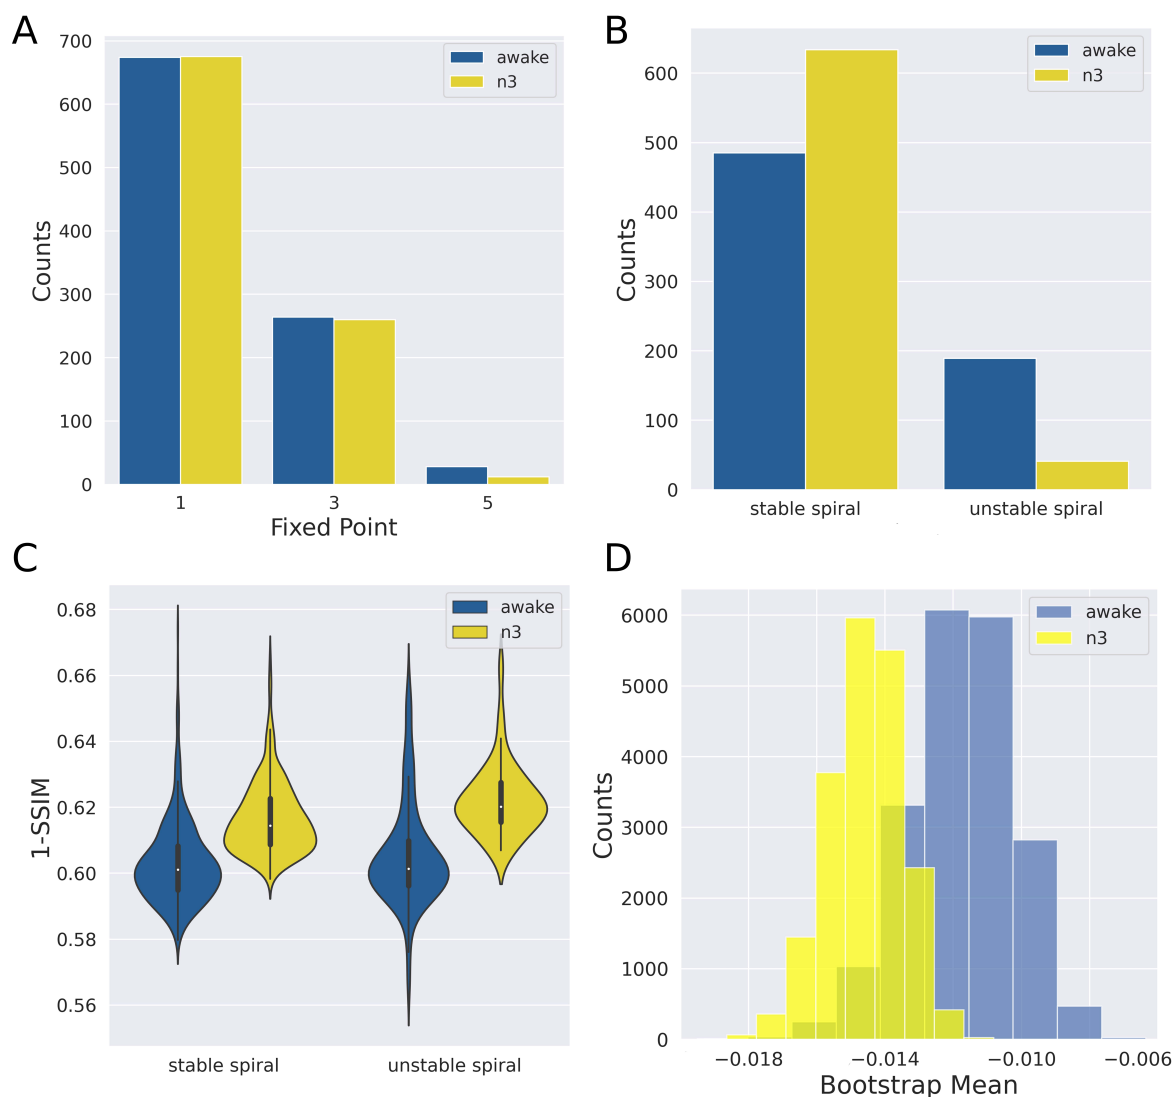 A
700
600
500
400
300
200
100
0
Counts
1
3
5
Fixed Point
awake
n3
B
600
500
400
300
200
100
0
Counts
stable spiral
unstable spiral
awake
n3
C
0.68
0.66
0.64
0.62
0.60
0.58
0.56
1-SSIM
stable spiral
unstable spiral
awake
n3
D
6000
5000
4000
3000
2000
1000
0
Counts
−0.018
−0.014
−0.010
−0.006
Bootstrap Mean
awake
n3